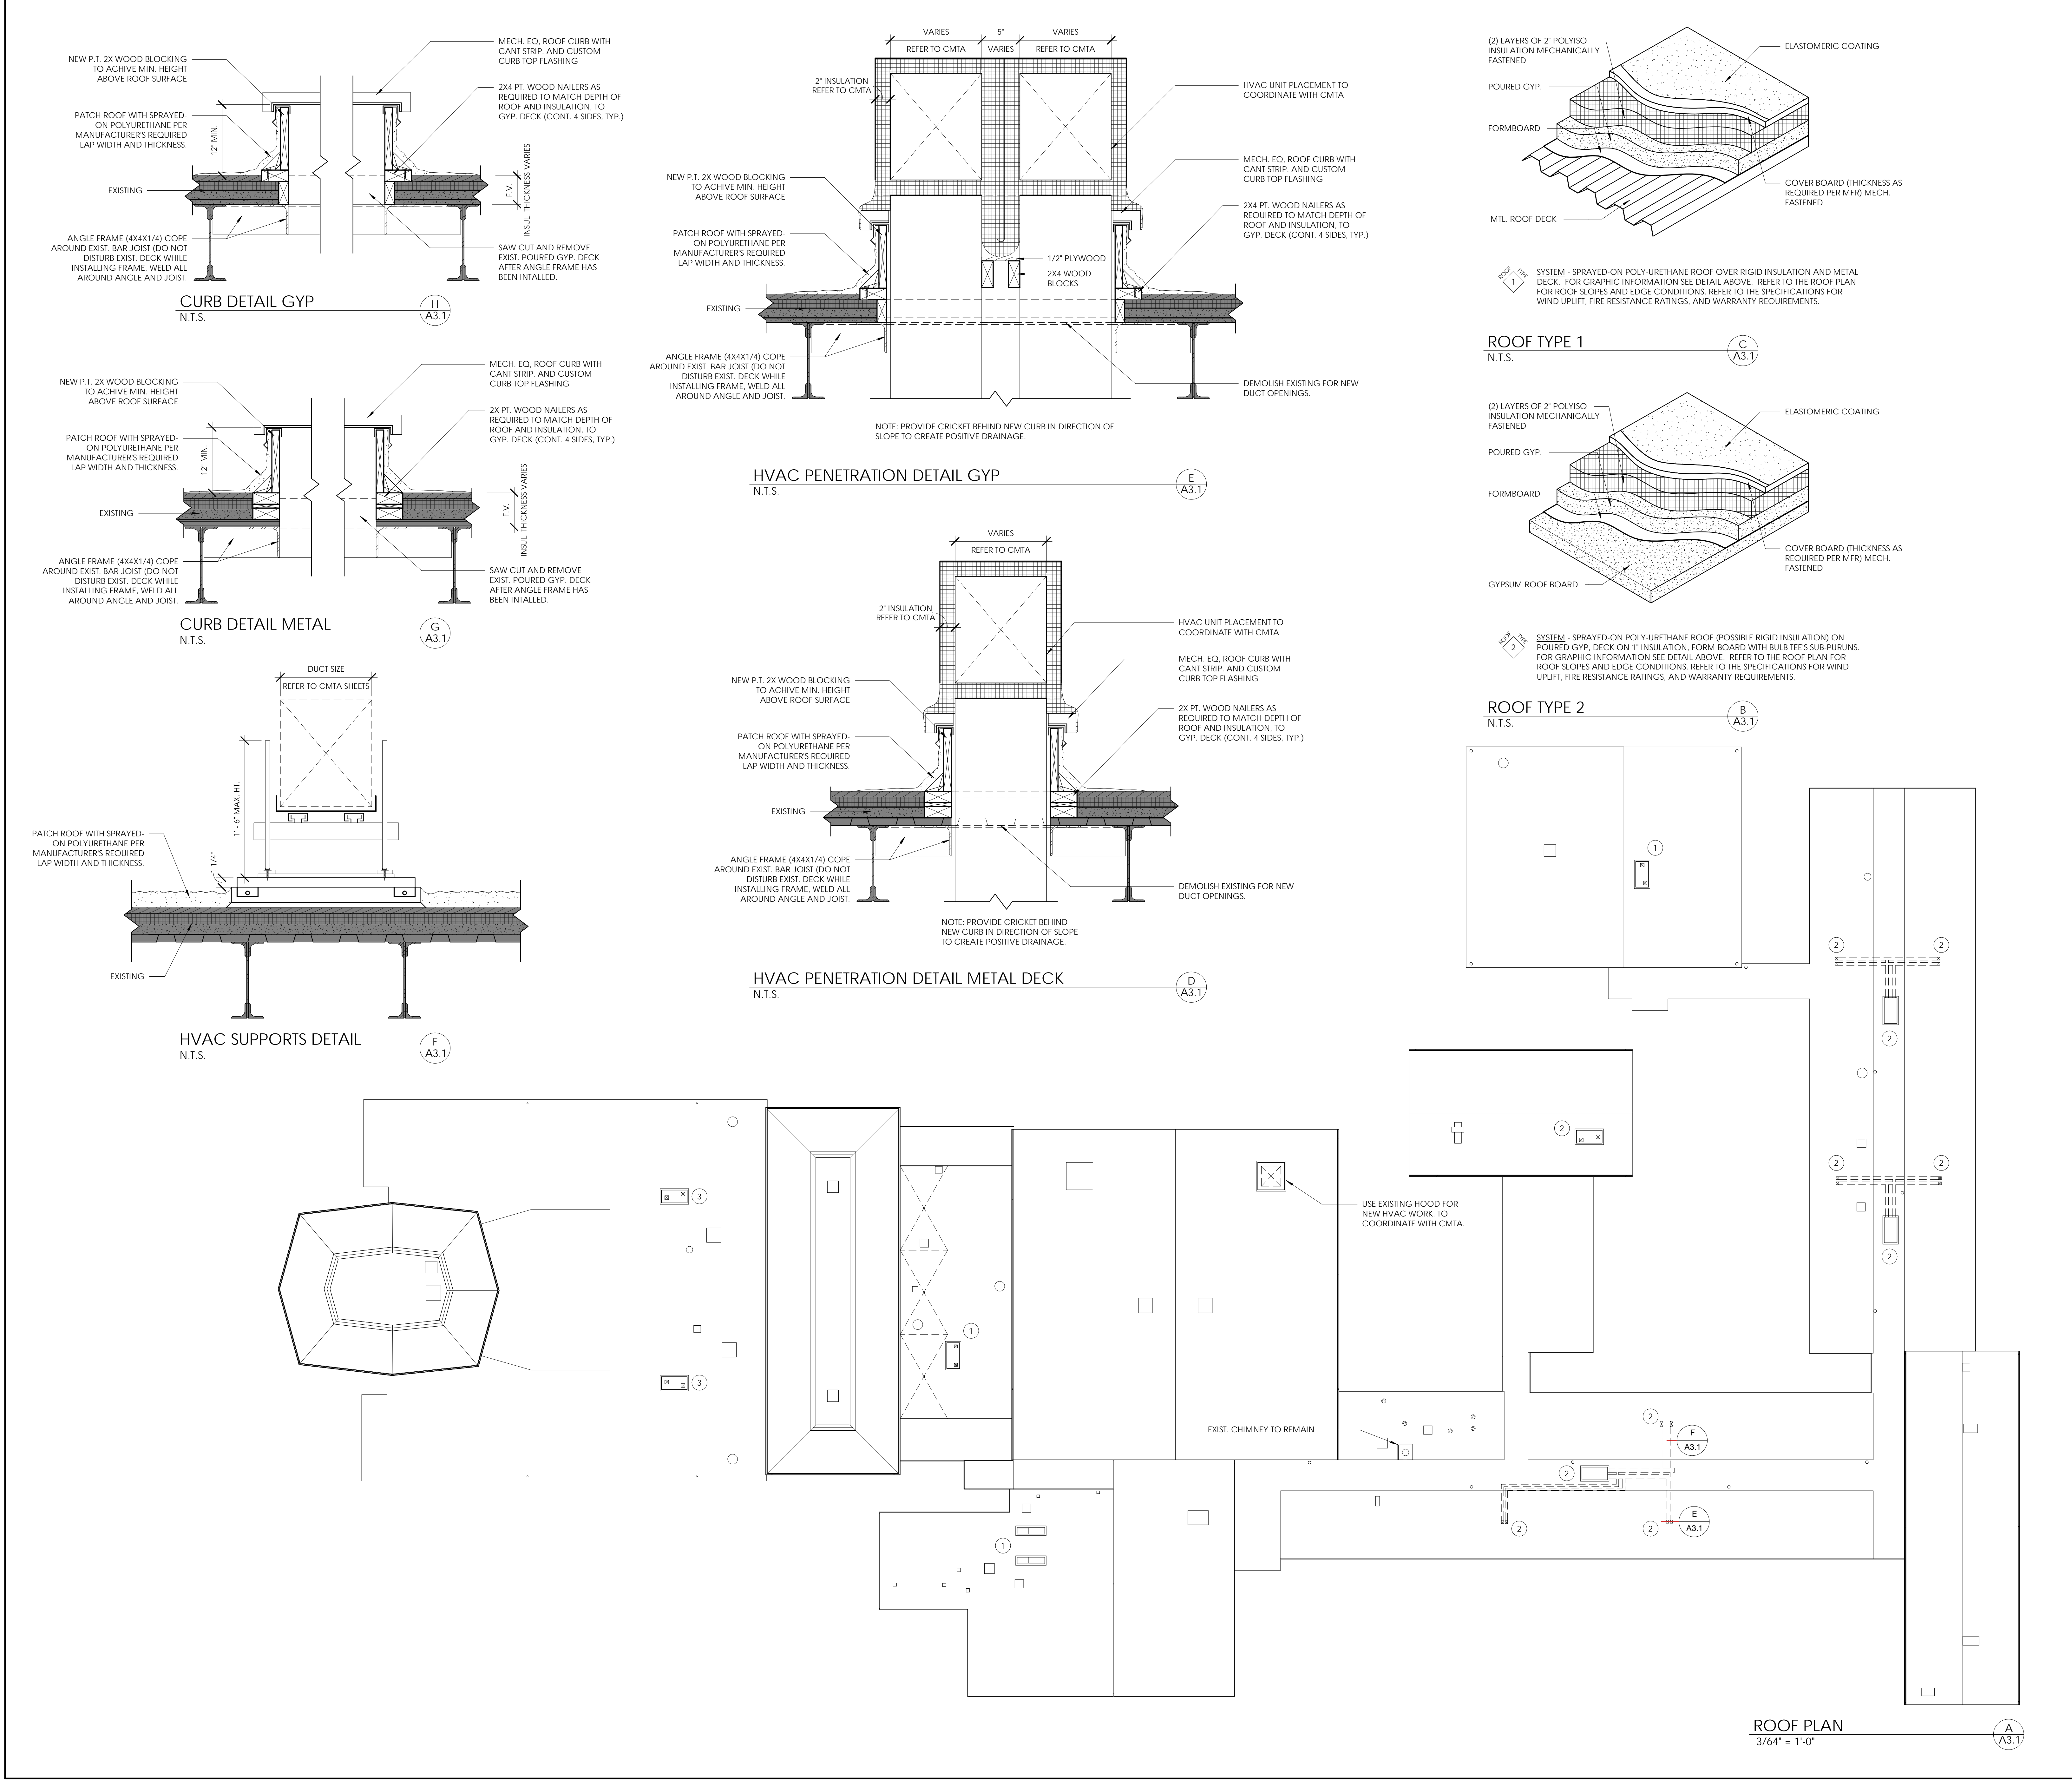 MECH. EQ, ROOF CURB WITH
CANT STRIP. AND CUSTOM
CURB TOP FLASHING
NEW P.T. 2X WOOD BLOCKING
TO ACHIVE MIN. HEIGHT
ABOVE ROOF SURFACE
2X4 PT. WOOD NAILERS AS
REQUIRED TO MATCH DEPTH OF
ROOF AND INSULATION, TO
GYP. DECK (CONT. 4 SIDES, TYP.)
PATCH ROOF WITH SPRAYED-
ON POLYURETHANE PER
MANUFACTURER'S REQUIRED
LAP WIDTH AND THICKNESS.
12" MIN.
EXISTING
F.V.
INSUL. THICKNESS VARIES
ANGLE FRAME (4X4X1/4) COPE
AROUND EXIST. BAR JOIST (DO NOT
DISTURB EXIST. DECK WHILE
INSTALLING FRAME, WELD ALL
AROUND ANGLE AND JOIST.
SAW CUT AND REMOVE
EXIST. POURED GYP. DECK
AFTER ANGLE FRAME HAS
BEEN INTALLED.
CURB DETAIL GYP
N.T.S.
H
A3.1
MECH. EQ, ROOF CURB WITH
CANT STRIP. AND CUSTOM
CURB TOP FLASHING
NEW P.T. 2X WOOD BLOCKING
TO ACHIVE MIN. HEIGHT
ABOVE ROOF SURFACE
2X PT. WOOD NAILERS AS
REQUIRED TO MATCH DEPTH OF
ROOF AND INSULATION, TO
GYP. DECK (CONT. 4 SIDES, TYP.)
PATCH ROOF WITH SPRAYED-
ON POLYURETHANE PER
MANUFACTURER'S REQUIRED
LAP WIDTH AND THICKNESS.
12" MIN.
EXISTING
F.V.
INSUL. THICKNESS VARIES
ANGLE FRAME (4X4X1/4) COPE
AROUND EXIST. BAR JOIST (DO NOT
DISTURB EXIST. DECK WHILE
INSTALLING FRAME, WELD ALL
AROUND ANGLE AND JOIST.
SAW CUT AND REMOVE
EXIST. POURED GYP. DECK
AFTER ANGLE FRAME HAS
BEEN INTALLED.
CURB DETAIL METAL
N.T.S.
G
A3.1
DUCT SIZE
REFER TO CMTA SHEETS
1' - 6" MAX. HT.
1 1/4"
PATCH ROOF WITH SPRAYED-
ON POLYURETHANE PER
MANUFACTURER'S REQUIRED
LAP WIDTH AND THICKNESS.
EXISTING
HVAC SUPPORTS DETAIL
N.T.S.
F
A3.1
VARIES
5"
VARIES
REFER TO CMTA
VARIES
REFER TO CMTA
2" INSULATION
REFER TO CMTA
HVAC UNIT PLACEMENT TO
COORDINATE WITH CMTA
MECH. EQ, ROOF CURB WITH
CANT STRIP. AND CUSTOM
CURB TOP FLASHING
NEW P.T. 2X WOOD BLOCKING
TO ACHIVE MIN. HEIGHT
ABOVE ROOF SURFACE
2X4 PT. WOOD NAILERS AS
REQUIRED TO MATCH DEPTH OF
ROOF AND INSULATION, TO
GYP. DECK (CONT. 4 SIDES, TYP.)
PATCH ROOF WITH SPRAYED-
ON POLYURETHANE PER
MANUFACTURER'S REQUIRED
LAP WIDTH AND THICKNESS.
1/2" PLYWOOD
2X4 WOOD
BLOCKS
EXISTING
ANGLE FRAME (4X4X1/4) COPE
AROUND EXIST. BAR JOIST (DO NOT
DISTURB EXIST. DECK WHILE
INSTALLING FRAME, WELD ALL
AROUND ANGLE AND JOIST.
DEMOLISH EXISTING FOR NEW
DUCT OPENINGS.
NOTE: PROVIDE CRICKET BEHIND NEW CURB IN DIRECTION OF
SLOPE TO CREATE POSITIVE DRAINAGE.
HVAC PENETRATION DETAIL GYP
N.T.S.
E
A3.1
VARIES
REFER TO CMTA
2" INSULATION
REFER TO CMTA
HVAC UNIT PLACEMENT TO
COORDINATE WITH CMTA
MECH. EQ, ROOF CURB WITH
CANT STRIP. AND CUSTOM
CURB TOP FLASHING
NEW P.T. 2X WOOD BLOCKING
TO ACHIVE MIN. HEIGHT
ABOVE ROOF SURFACE
2X PT. WOOD NAILERS AS
REQUIRED TO MATCH DEPTH OF
ROOF AND INSULATION, TO
GYP. DECK (CONT. 4 SIDES, TYP.)
PATCH ROOF WITH SPRAYED-
ON POLYURETHANE PER
MANUFACTURER'S REQUIRED
LAP WIDTH AND THICKNESS.
EXISTING
ANGLE FRAME (4X4X1/4) COPE
AROUND EXIST. BAR JOIST (DO NOT
DISTURB EXIST. DECK WHILE
INSTALLING FRAME, WELD ALL
AROUND ANGLE AND JOIST.
DEMOLISH EXISTING FOR NEW
DUCT OPENINGS.
NOTE: PROVIDE CRICKET BEHIND
NEW CURB IN DIRECTION OF SLOPE
TO CREATE POSITIVE DRAINAGE.
HVAC PENETRATION DETAIL METAL DECK
N.T.S.
D
A3.1
(2) LAYERS OF 2" POLYISO
INSULATION MECHANICALLY
FASTENED
ELASTOMERIC COATING
POURED GYP.
FORMBOARD
COVER BOARD (THICKNESS AS
REQUIRED PER MFR) MECH.
FASTENED
MTL. ROOF DECK
ROOF TYPE
1
SYSTEM - SPRAYED-ON POLY-URETHANE ROOF OVER RIGID INSULATION AND METAL
DECK. FOR GRAPHIC INFORMATION SEE DETAIL ABOVE. REFER TO THE ROOF PLAN
FOR ROOF SLOPES AND EDGE CONDITIONS. REFER TO THE SPECIFICATIONS FOR
WIND UPLIFT, FIRE RESISTANCE RATINGS, AND WARRANTY REQUIREMENTS.
ROOF TYPE 1
N.T.S.
C
A3.1
(2) LAYERS OF 2" POLYISO
INSULATION MECHANICALLY
FASTENED
ELASTOMERIC COATING
POURED GYP.
FORMBOARD
COVER BOARD (THICKNESS AS
REQUIRED PER MFR) MECH.
FASTENED
GYPSUM ROOF BOARD
ROOF TYPE
2
SYSTEM - SPRAYED-ON POLY-URETHANE ROOF (POSSIBLE RIGID INSULATION) ON
POURED GYP. DECK ON 1" INSULATION, FORM BOARD WITH BULB TEE'S SUB-PURUNS.
FOR GRAPHIC INFORMATION SEE DETAIL ABOVE. REFER TO THE ROOF PLAN FOR
ROOF SLOPES AND EDGE CONDITIONS. REFER TO THE SPECIFICATIONS FOR WIND
UPLIFT, FIRE RESISTANCE RATINGS, AND WARRANTY REQUIREMENTS.
ROOF TYPE 2
N.T.S.
B
A3.1
1
2
2
2
2
2
2
2
3
USE EXISTING HOOD FOR
NEW HVAC WORK. TO
COORDINATE WITH CMTA.
1
3
EXIST. CHIMNEY TO REMAIN
2
F
A3.1
2
2
2
E
A3.1
1
ROOF PLAN
3/64" = 1'-0"
A
A3.1